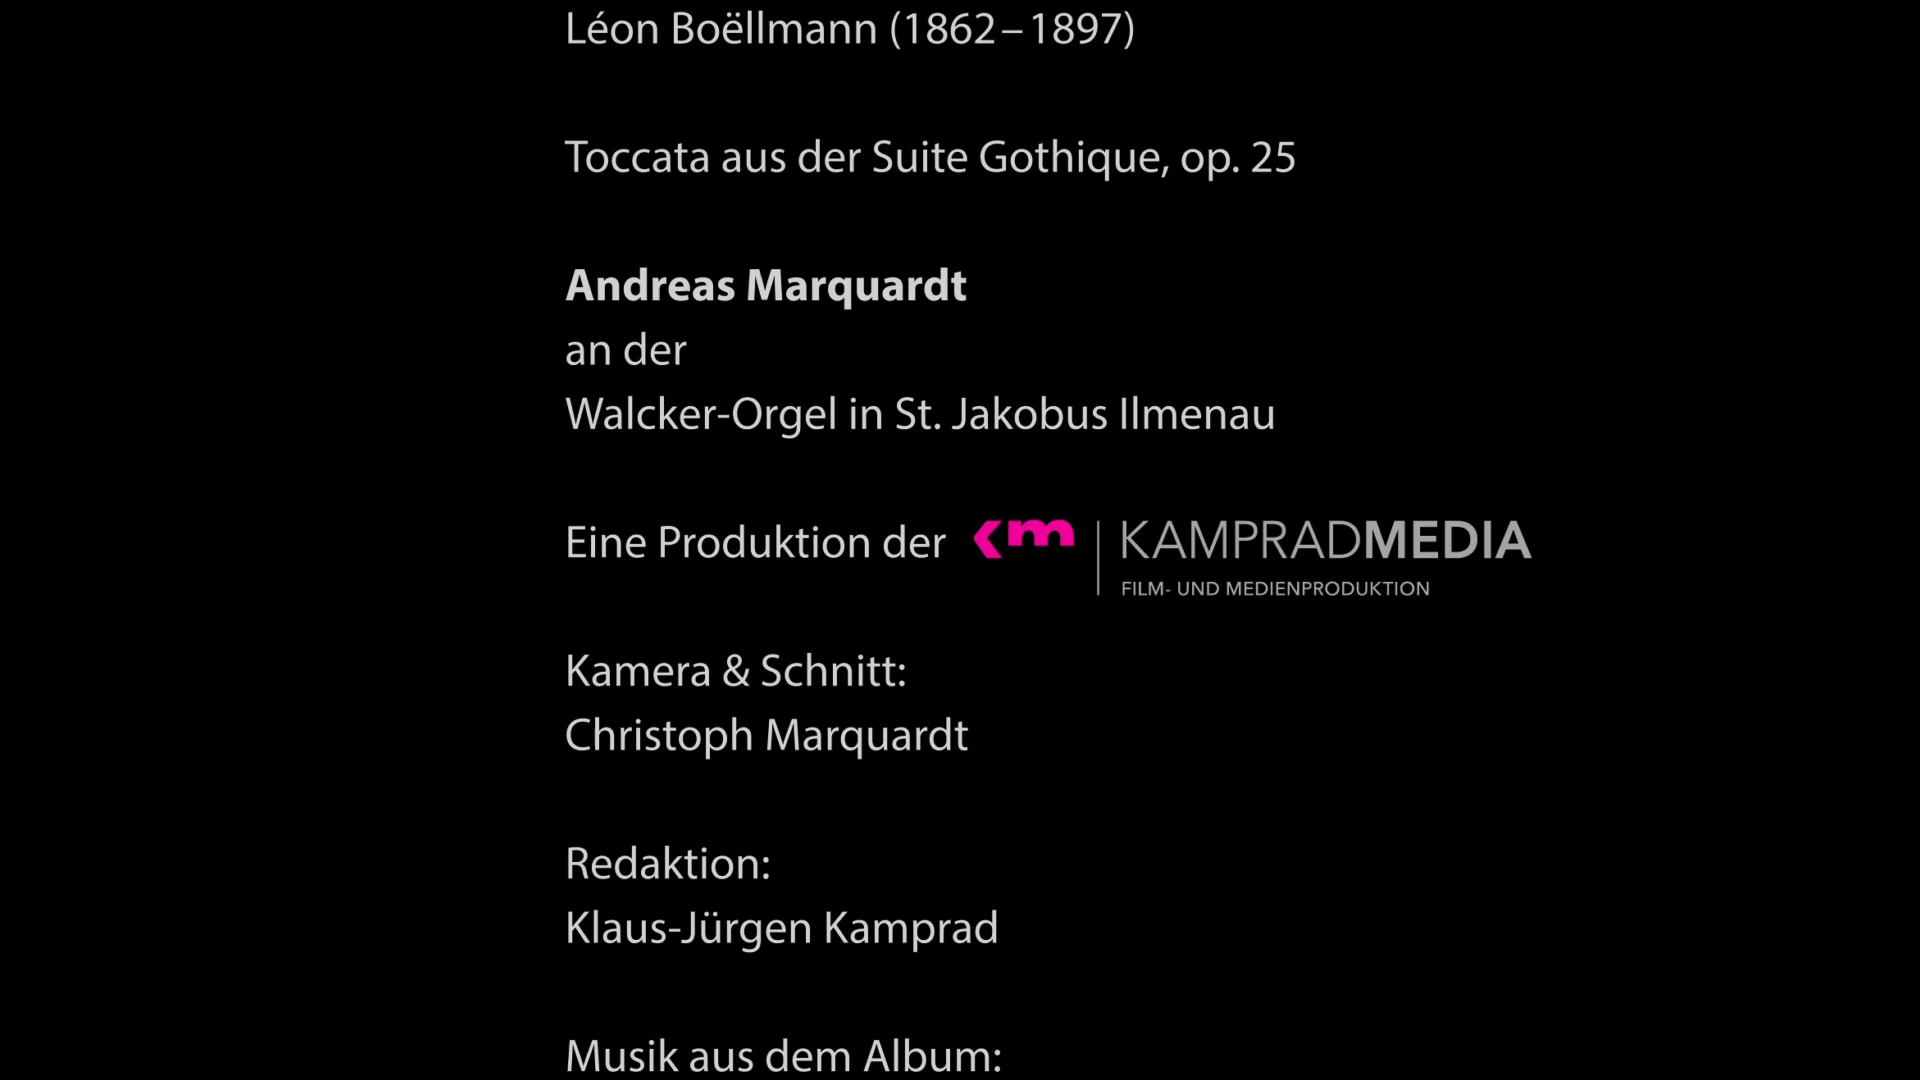 Léon Boëllmann (1862 – 1897)
Toccata aus der Suite Gothique, op. 25
Andreas Marquardt
an der
Walcker-Orgel in St. Jakobus Ilmenau
Eine Produktion der km KAMPRADMEDIA
FILM- UND MEDIENPRODUKTION
Kamera & Schnitt:
Christoph Marquardt
Redaktion:
Klaus-Jürgen Kamprad
Musik aus dem Album: